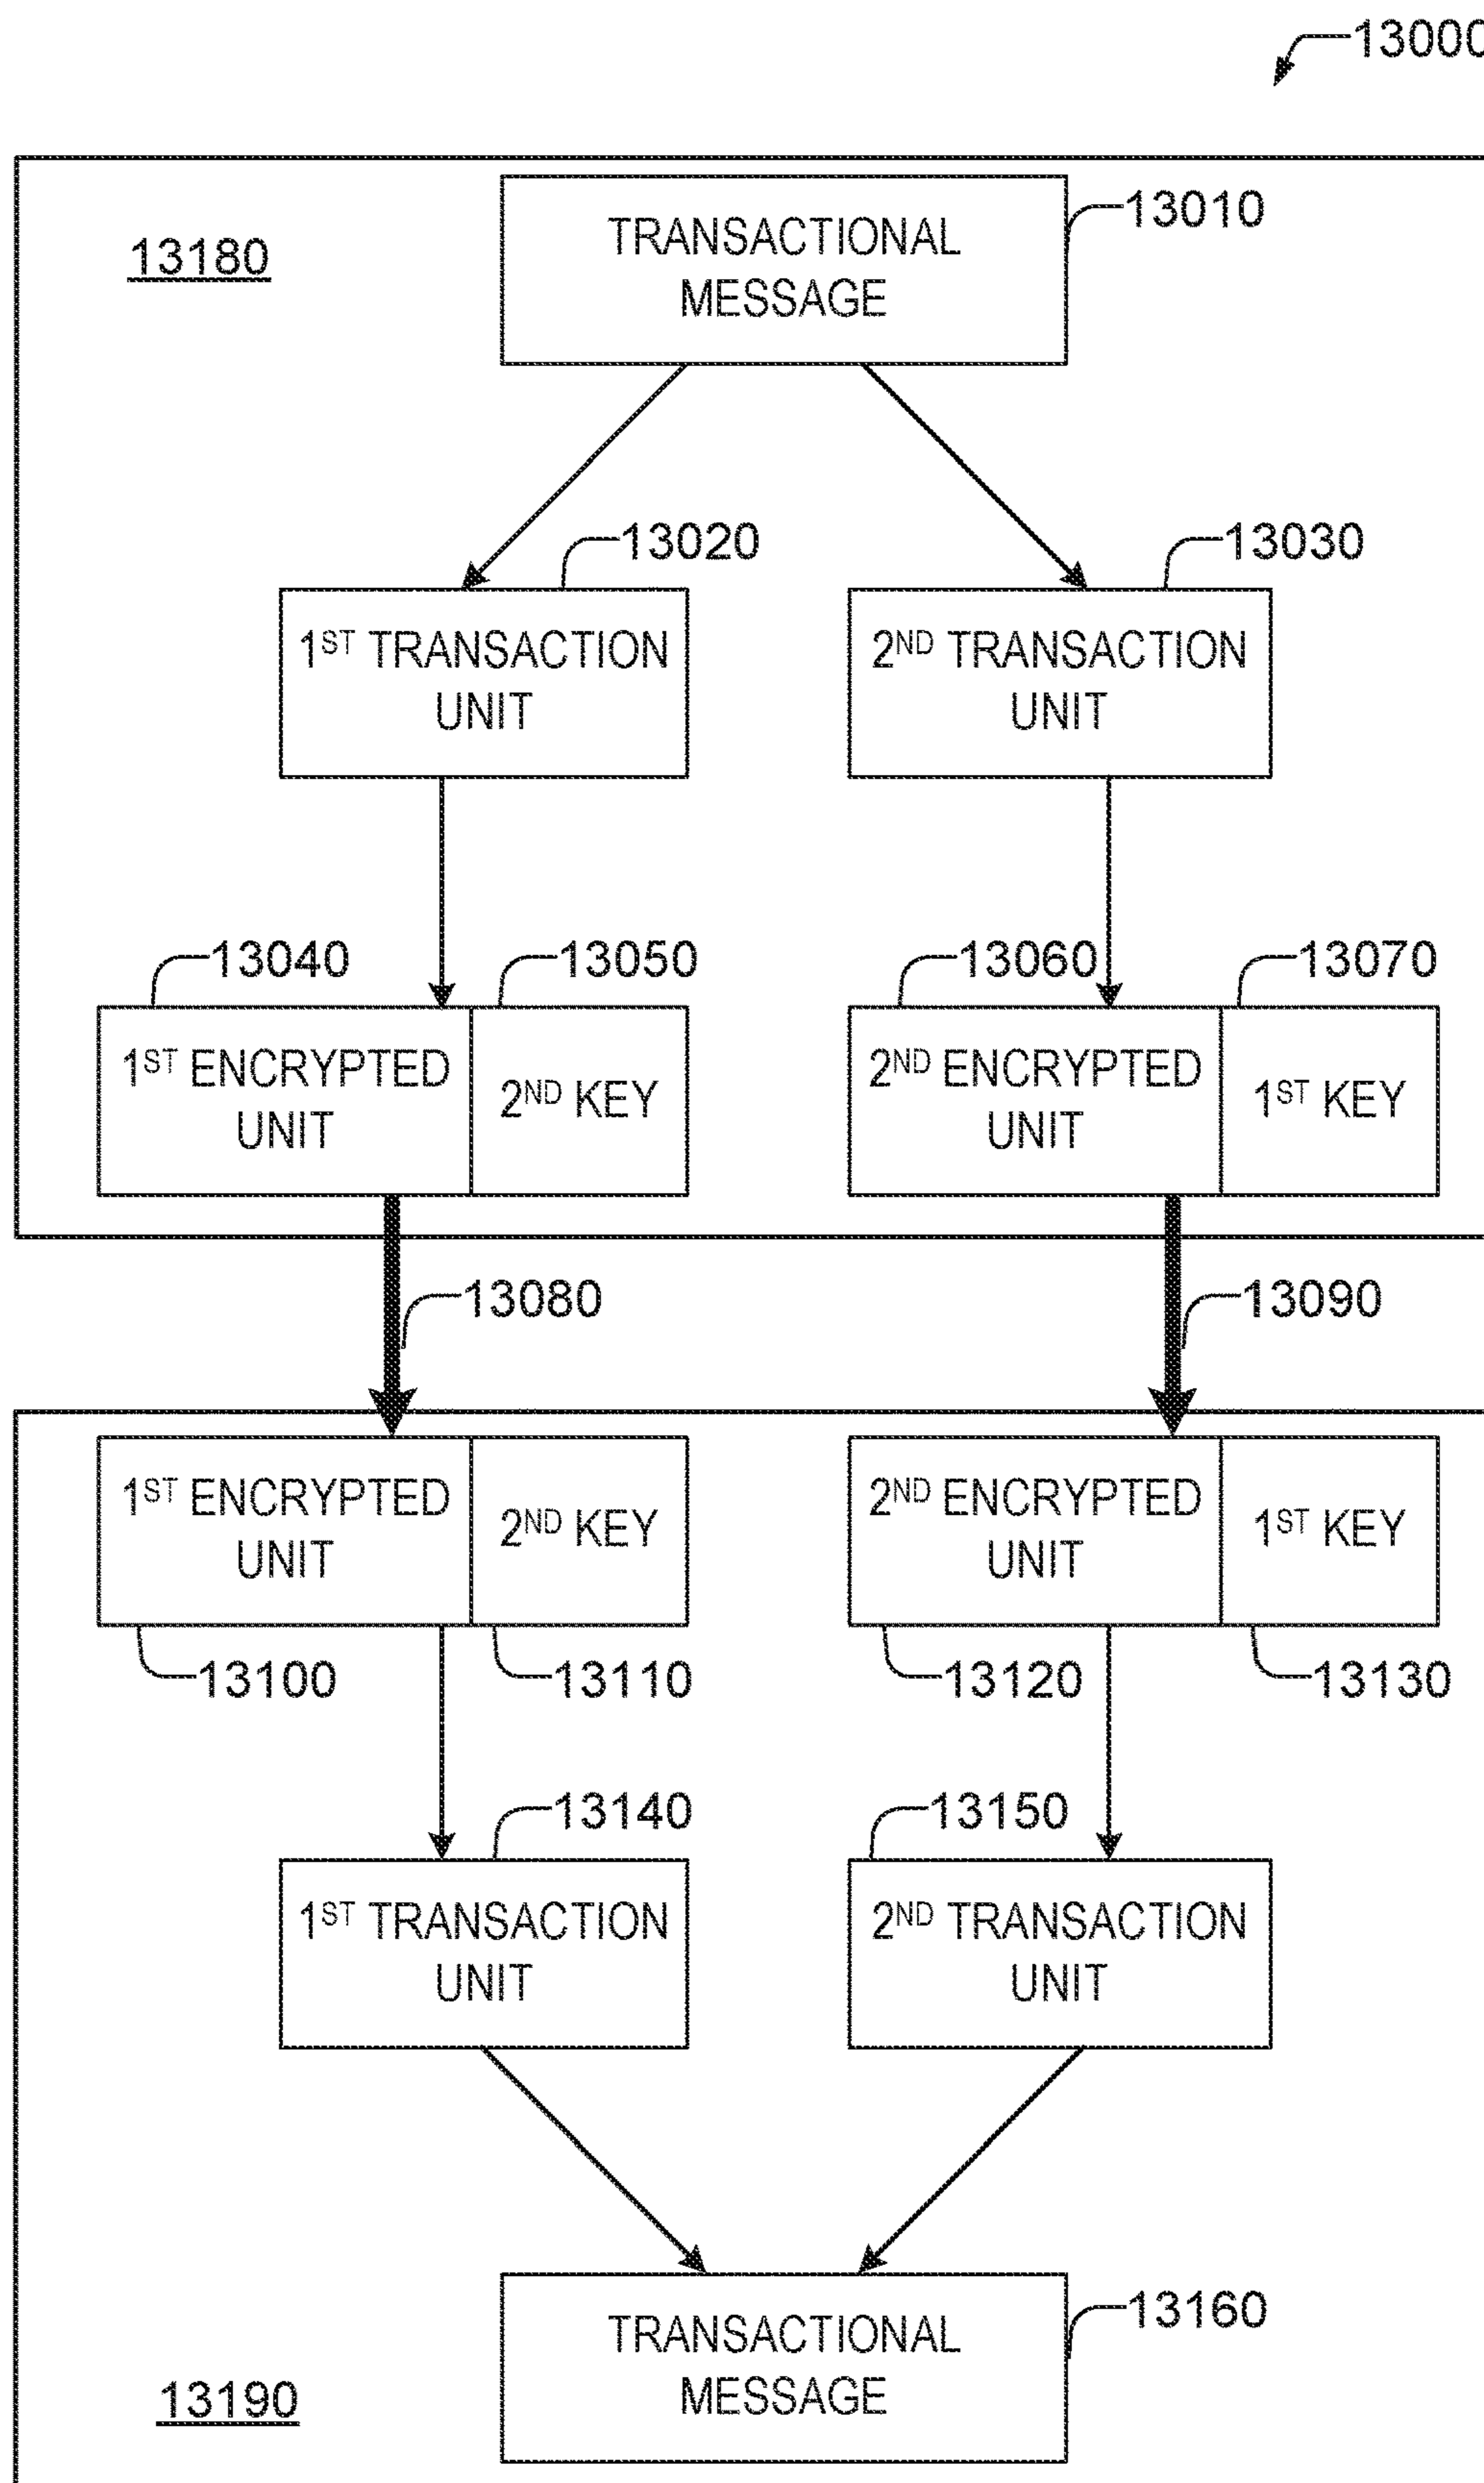 13000
13180
TRANSACTIONAL
MESSAGE
13010
13020
13030
1ST TRANSACTION
UNIT
2ND TRANSACTION
UNIT
13040
13050
13060
13070
1ST ENCRYPTED
UNIT
2ND KEY
2ND ENCRYPTED
UNIT
1ST KEY
13080
13090
1ST ENCRYPTED
UNIT
2ND KEY
2ND ENCRYPTED
UNIT
1ST KEY
13100
13110
13120
13130
13140
13150
1ST TRANSACTION
UNIT
2ND TRANSACTION
UNIT
TRANSACTIONAL
MESSAGE
13160
13190